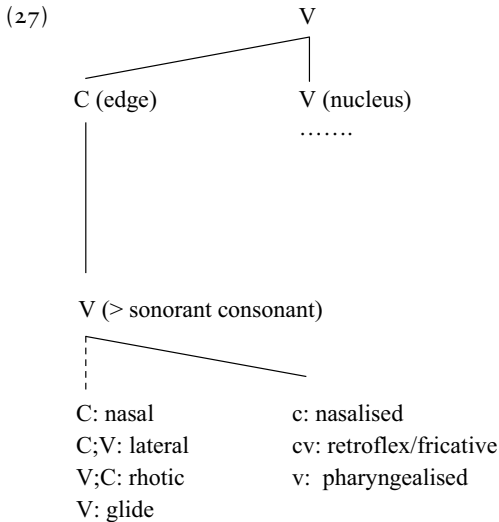 (27) V
C (edge) V (nucleus)
…….
V (> sonorant consonant)
C: nasal c: nasalised
C;V: lateral cv: retroflex/fricative
V;C: rhotic v: pharyngealised
V: glide